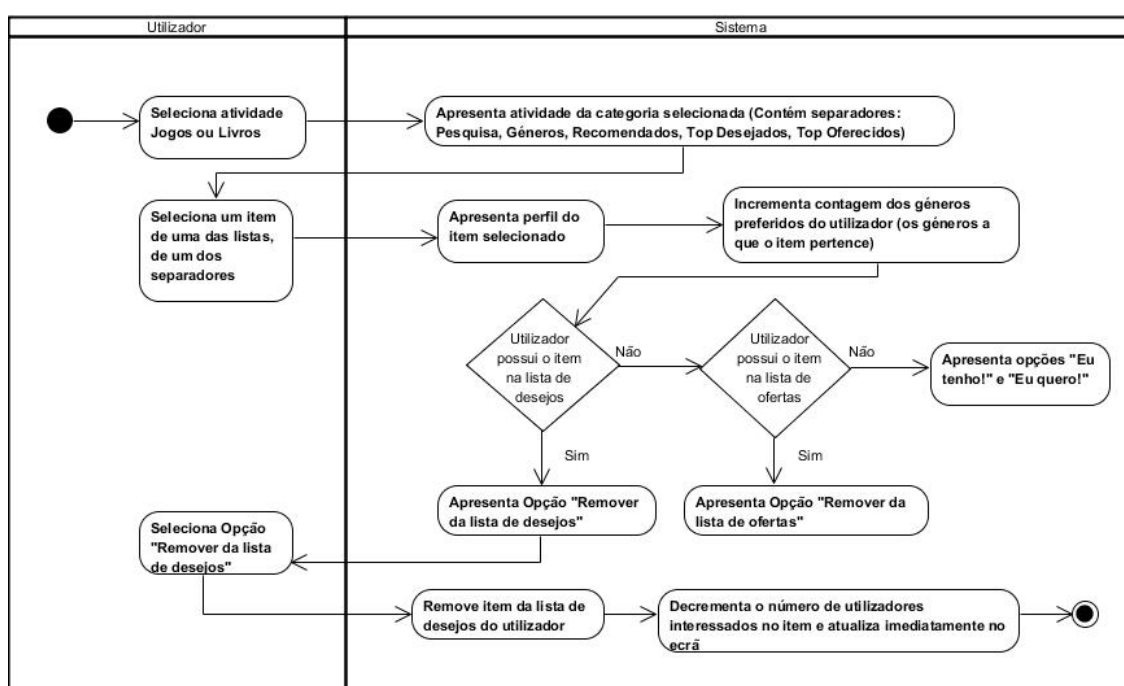 Utilizador
Sistema
Seleciona atividade
Jogos ou Livros
Apresenta atividade da categoria selecionada (Contém separadores:
Pesquisa, Géneros, Recomendados, Top Desejados, Top Oferecidos)
Seleciona um item
de uma das listas,
de um dos
separadores
Apresenta perfil do
item selecionado
Incrementa contagem dos géneros
preferidos do utilizador (os géneros a
que o item pertence)
Utilizador
possui o item
na lista de
desejos
Não
Utilizador
possui o item
na lista de
ofertas
Não
Apresenta opções "Eu
tenho!" e "Eu quero!"
Sim
Sim
Apresenta Opção "Remover
da lista de desejos"
Apresenta Opção "Remover da
lista de ofertas"
Seleciona Opção
"Remover da lista
de desejos"
Remove item da lista de
desejos do utilizador
Decrementa o número de utilizadores
interessados no item e atualiza imediatamente no
ecrã